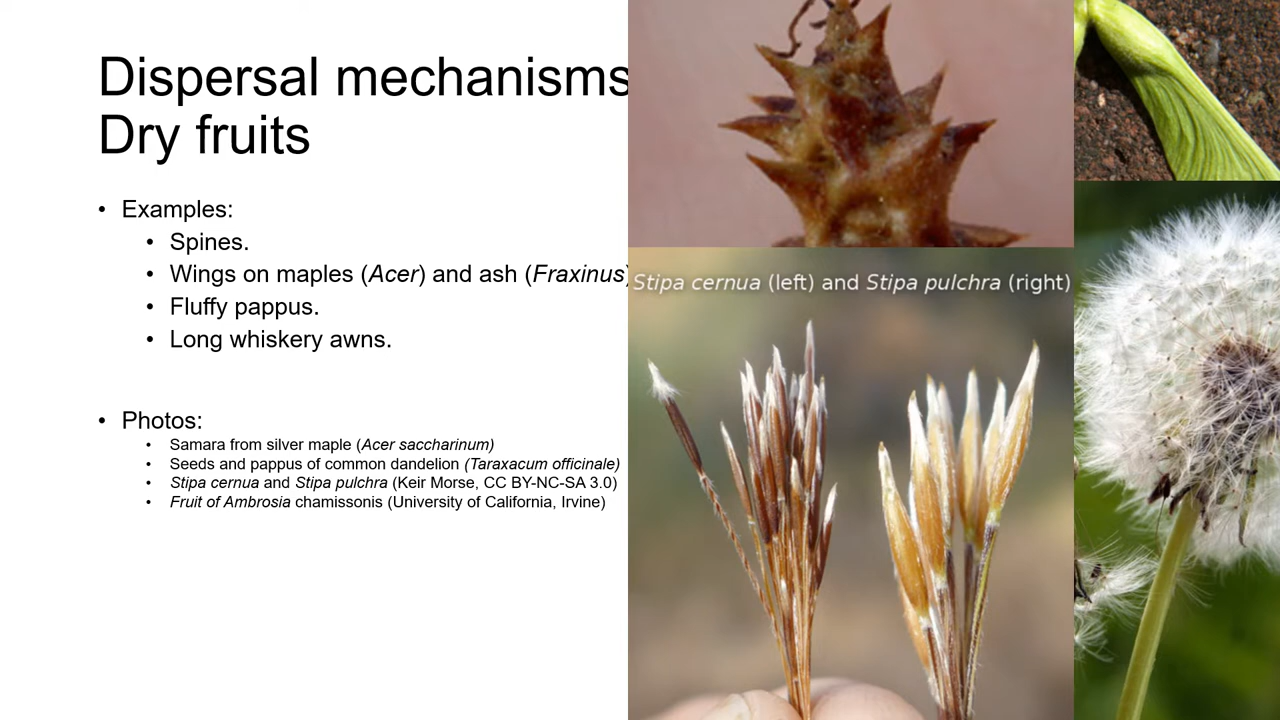 Dispersal mechanisms
Dry fruits
• Examples:
• Spines.
• Wings on maples (Acer) and ash (Fraxinus)
• Fluffy pappus.
• Long whiskery awns.
• Photos:
• Samara from silver maple (Acer saccharinum)
• Seeds and pappus of common dandelion (Taraxacum officinale)
• Stipa cernua and Stipa pulchra (Keir Morse, CC BY-NC-SA 3.0)
• Fruit of Ambrosia chamissonis (University of California, Irvine)
Stipa cernua (left) and Stipa pulchra (right)